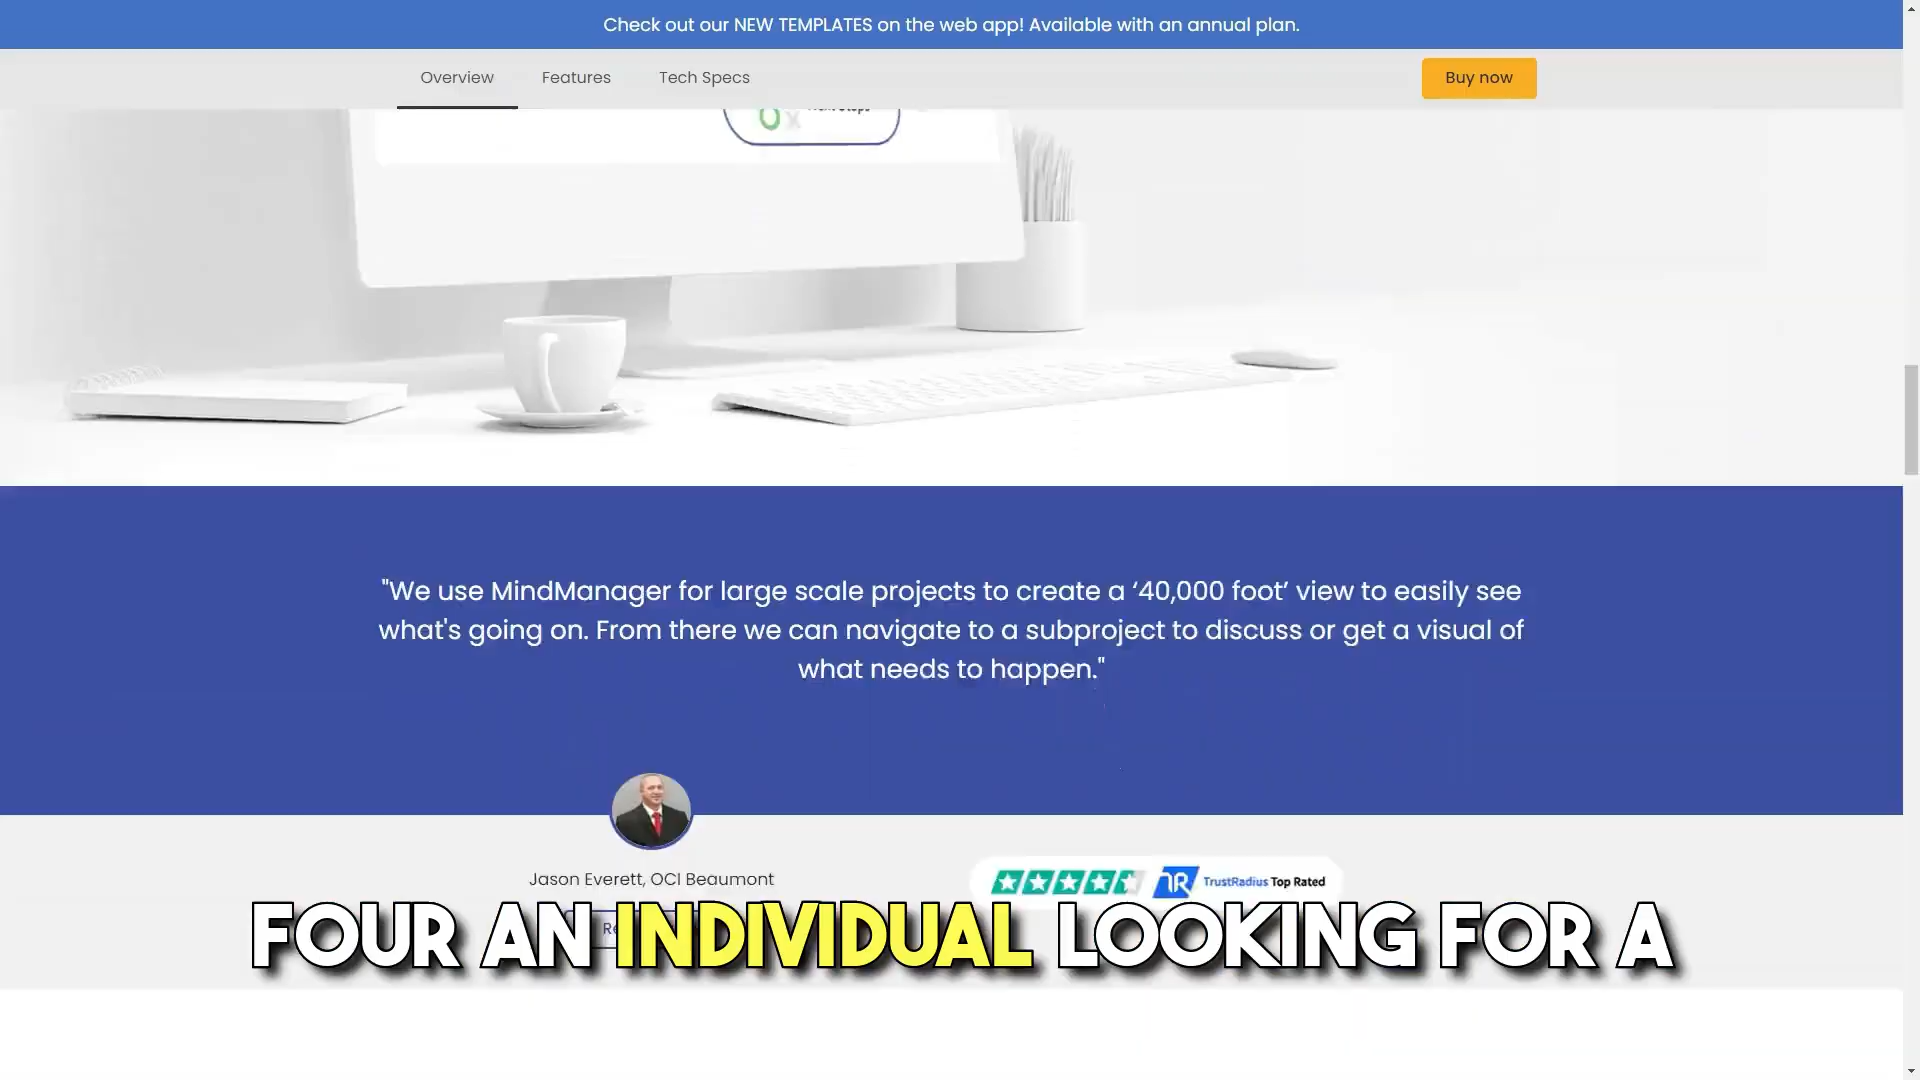 Check out our NEW TEMPLATES on the web app! Available with an annual plan.
Overview
Features
Tech Specs
Buy now
"We use MindManager for large scale projects to create a ‘40,000 foot’ view to easily see
what's going on. From there we can navigate to a subproject to discuss or get a visual of
what needs to happen."
Jason Everett, OCI Beaumont
TrustRadius Top Rated
FOUR AN INDIVIDUAL LOOKING FOR A